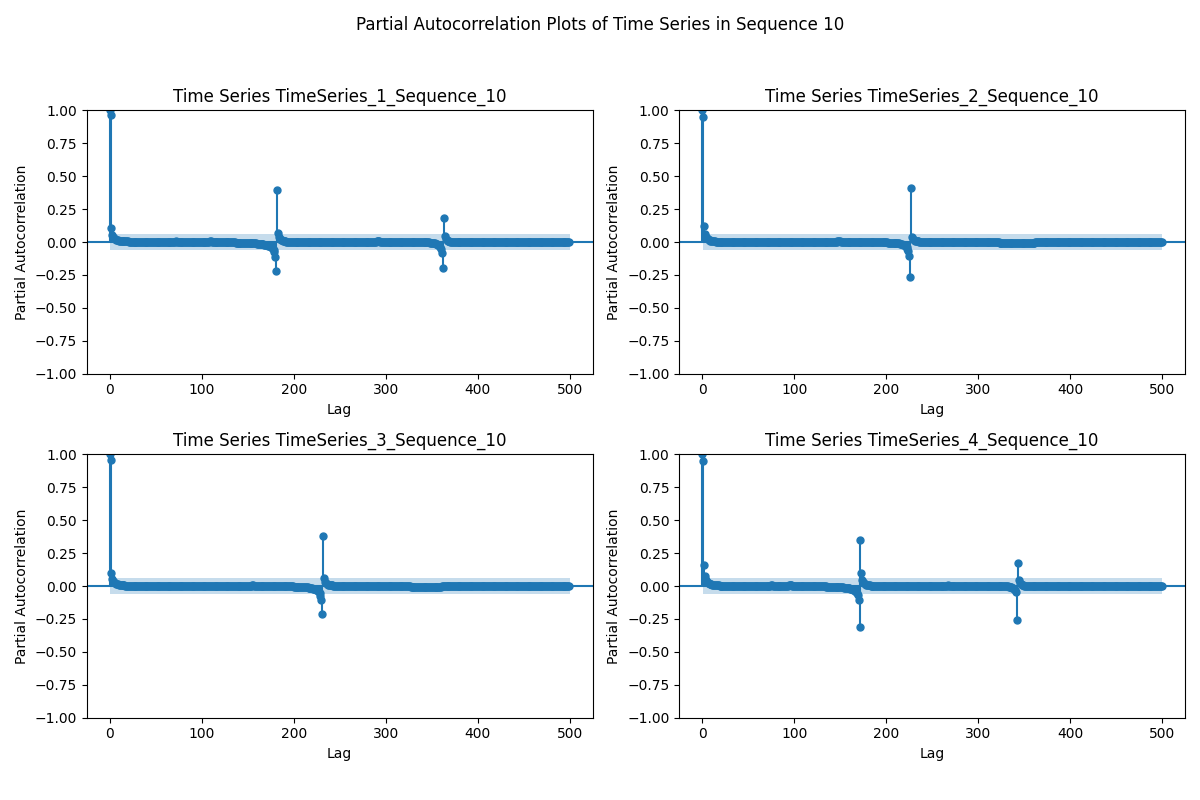 Partial Autocorrelation Plots of Time Series in Sequence 10
Time Series TimeSeries_1_Sequence_10
Partial Autocorrelation
1.00
0.75
0.50
0.25
0.00
−0.25
−0.50
−0.75
−1.00
0 100 200 300 400 500
Lag
Time Series TimeSeries_2_Sequence_10
Partial Autocorrelation
1.00
0.75
0.50
0.25
0.00
−0.25
−0.50
−0.75
−1.00
0 100 200 300 400 500
Lag
Time Series TimeSeries_3_Sequence_10
Partial Autocorrelation
1.00
0.75
0.50
0.25
0.00
−0.25
−0.50
−0.75
−1.00
0 100 200 300 400 500
Lag
Time Series TimeSeries_4_Sequence_10
Partial Autocorrelation
1.00
0.75
0.50
0.25
0.00
−0.25
−0.50
−0.75
−1.00
0 100 200 300 400 500
Lag